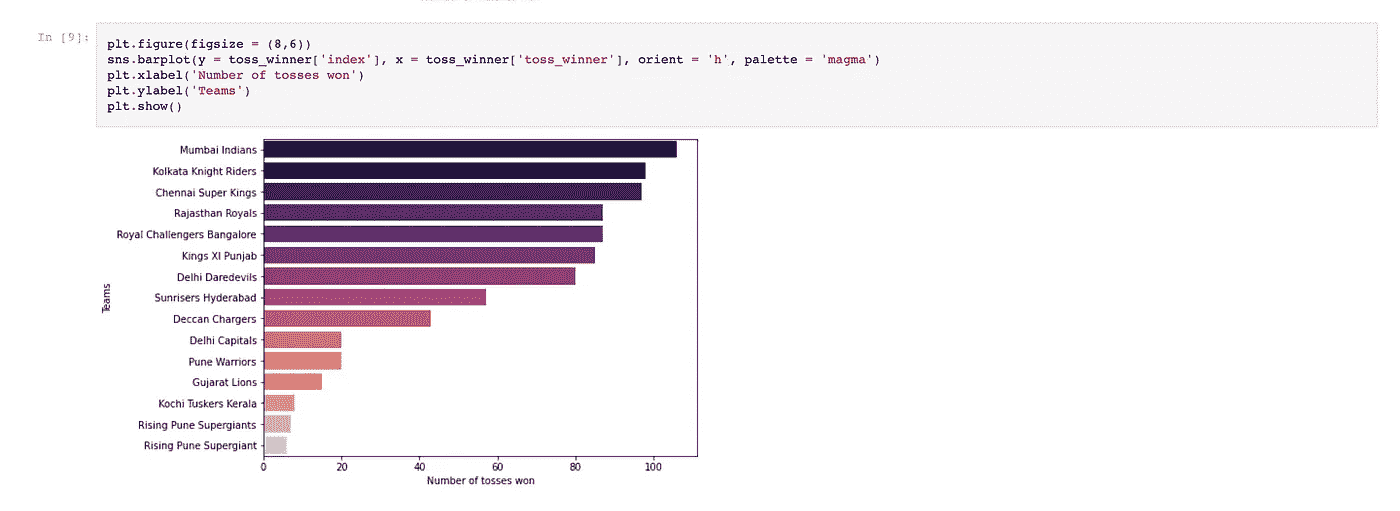 In [9]:
plt.figure(figsize = (8,6))
sns.barplot(y = toss_winner['index'], x = toss_winner['toss_winner'], orient = 'h', palette = 'magma')
plt.xlabel('Number of tosses won')
plt.ylabel('Teams')
plt.show()
Mumbai Indians
Kolkata Knight Riders
Chennai Super Kings
Rajasthan Royals
Royal Challengers Bangalore
Kings XI Punjab
Delhi Daredevils
Sunrisers Hyderabad
Deccan Chargers
Delhi Capitals
Pune Warriors
Gujarat Lions
Kochi Tuskers Kerala
Rising Pune Supergiants
Rising Pune Supergiant
Teams
0 20 40 60 80 100
Number of tosses won